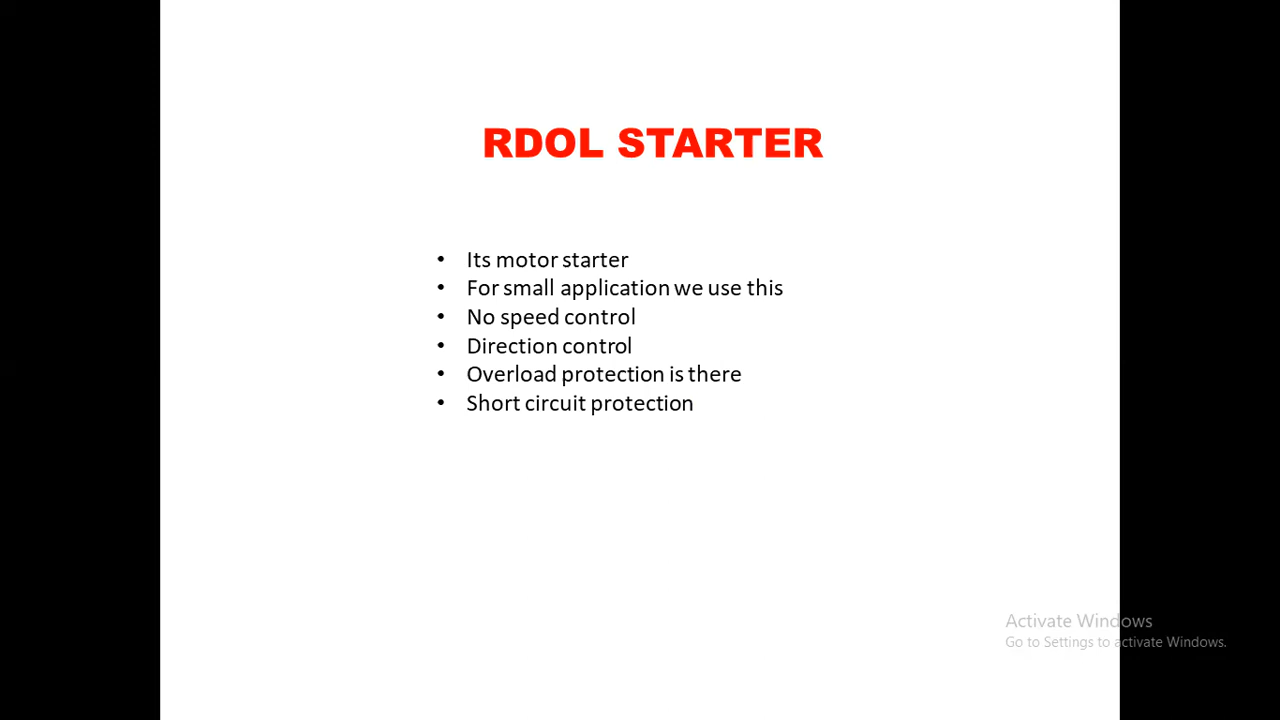 RDOL STARTER
• Its motor starter
• For small application we use this
• No speed control
• Direction control
• Overload protection is there
• Short circuit protection
Activate Windows
Go to Settings to activate Windows.